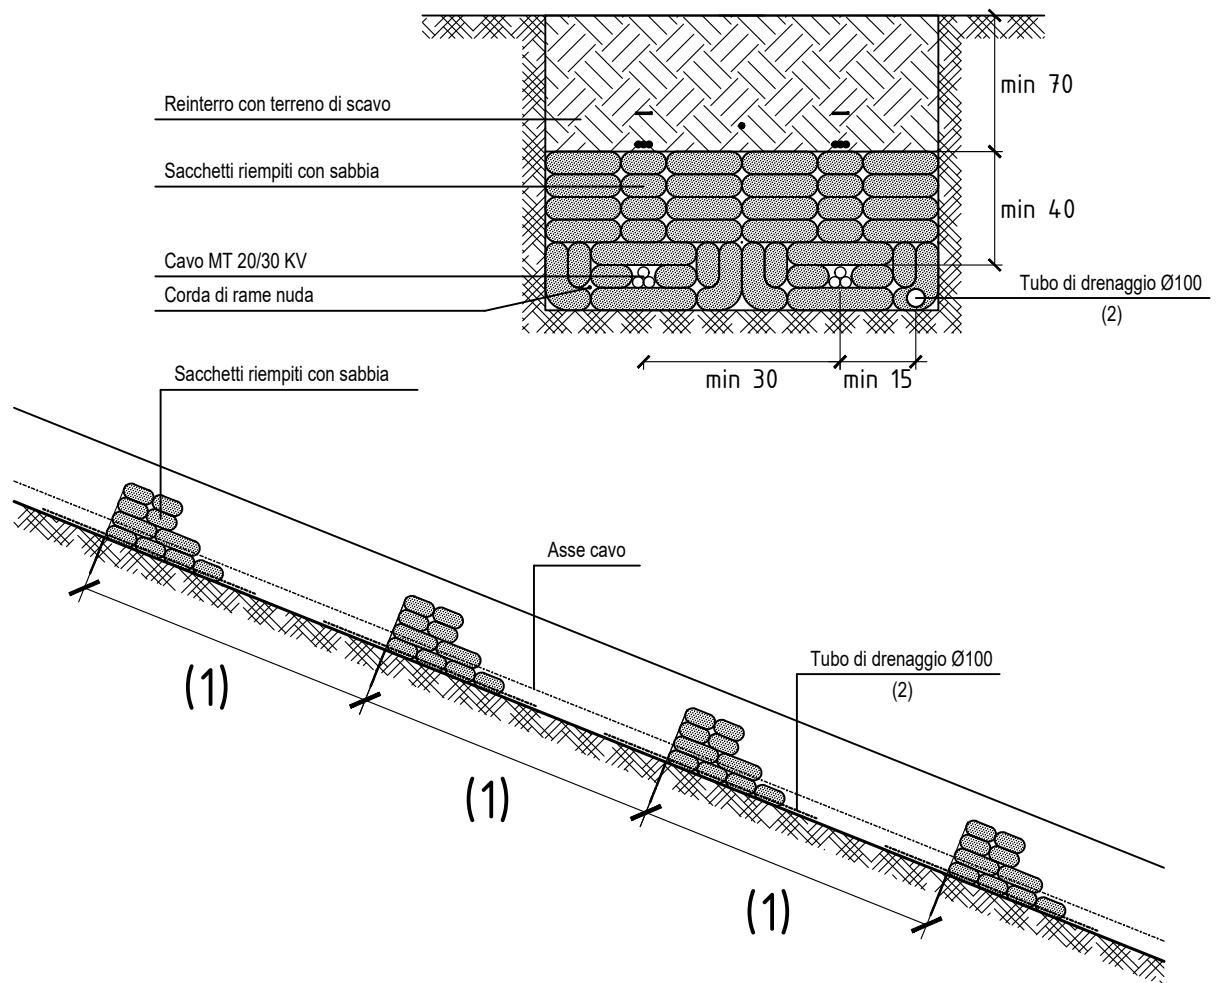 min 70
Reinterro con terreno di scavo
Sacchetti riempiti con sabbia
min 40
Cavo MT 20/30 KV
Corda di rame nuda
Tubo di drenaggio Ø100
(2)
min 30
min 15
Sacchetti riempiti con sabbia
Asse cavo
Tubo di drenaggio Ø100
(2)
(1)
(1)
(1)